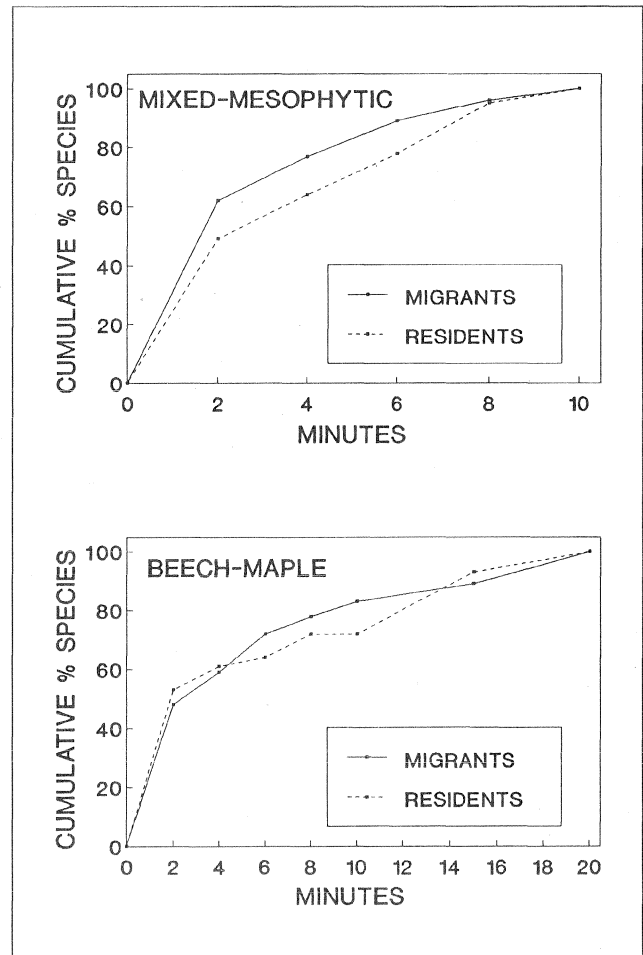 MIXED-MESOPHYTIC
CUMULATIVE % SPECIES
100
80
60
40
20
0
MIGRANTS
RESIDENTS
0 2 4 6 8 10
MINUTES
BEECH-MAPLE
CUMULATIVE % SPECIES
100
80
60
40
20
0
MIGRANTS
RESIDENTS
0 2 4 6 8 10 12 14 16 18 20
MINUTES